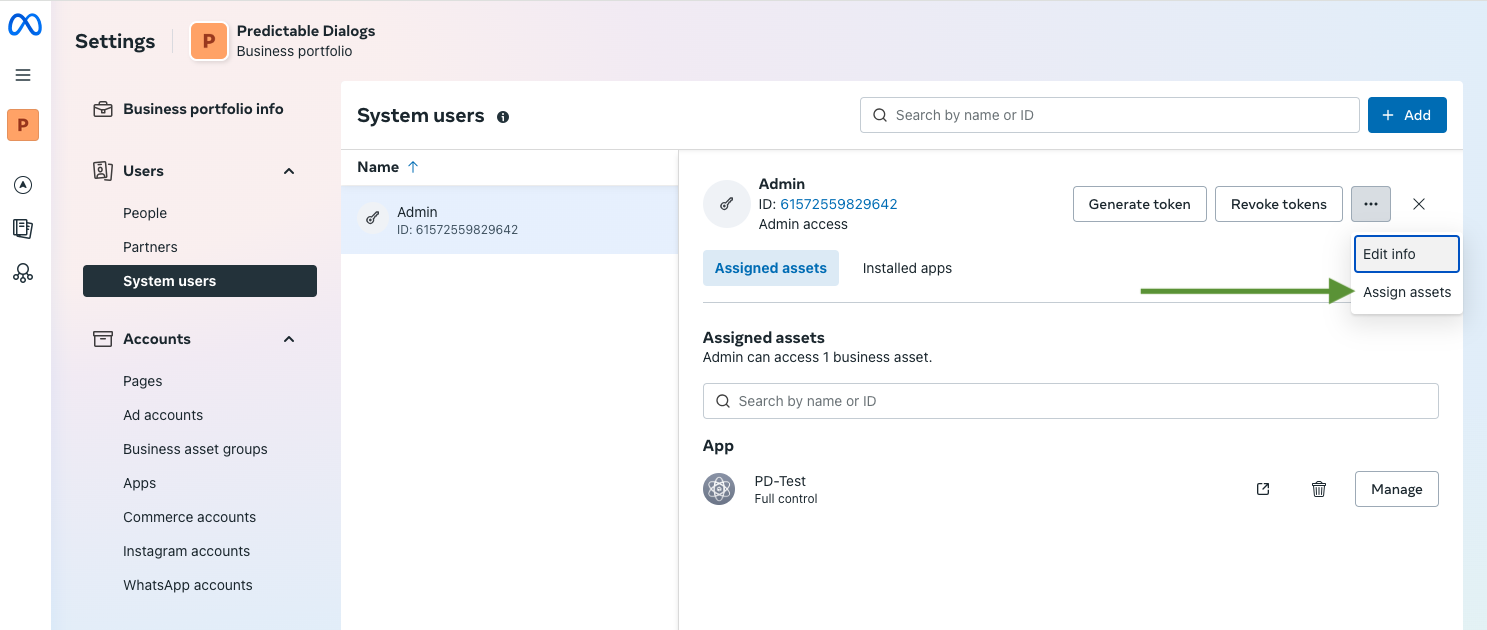 Settings
P
Predictable Dialogs
Business portfolio
P
Business portfolio info
Users
People
Partners
System users
Accounts
Pages
Ad accounts
Business asset groups
Apps
Commerce accounts
Instagram accounts
WhatsApp accounts
System users
Search by name or ID
+ Add
Name ↑
Admin
ID: 61572559829642
Admin
ID: 61572559829642
Admin access
Generate token
Revoke tokens
...
Edit info
Assign assets
Assigned assets
Installed apps
Assigned assets
Admin can access 1 business asset.
Search by name or ID
App
PD-Test
Full control
Manage